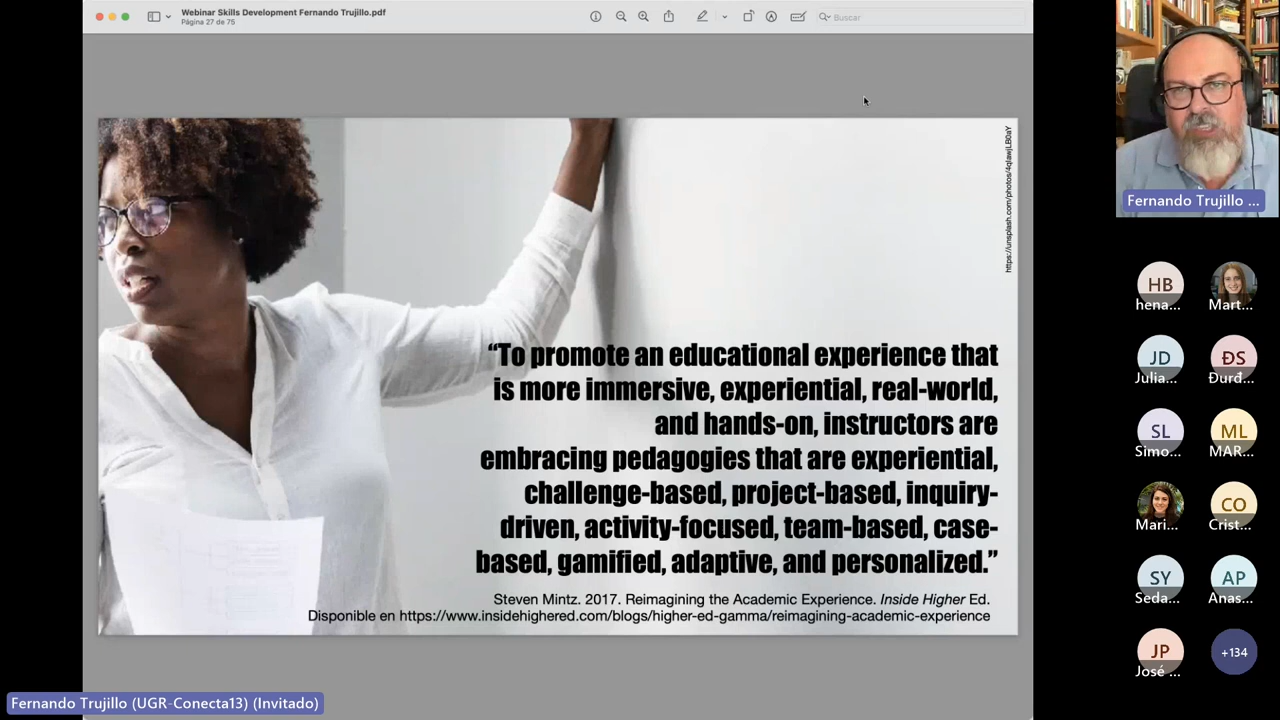 Webinar Skills Development Fernando Trujillo.pdf
Página 27 de 75
Buscar
https://unsplash.com/photos/4qlawjLB0aY
“To promote an educational experience that
is more immersive, experiential, real-world,
and hands-on, instructors are
embracing pedagogies that are experiential,
challenge-based, project-based, inquiry-
driven, activity-focused, team-based, case-
based, gamified, adaptive, and personalized.”
Steven Mintz. 2017. Reimagining the Academic Experience. Inside Higher Ed.
Disponible en https://www.insidehighered.com/blogs/higher-ed-gamma/reimagining-academic-experience
Fernando Trujillo ...
HB
hena...
Mart...
JD
Julia...
ĐS
Đurđ...
SL
Simo...
ML
MAR...
Mari...
CO
Crist...
SY
Seda...
AP
Anas...
JP
José ...
+134
Fernando Trujillo (UGR-Conecta13) (Invitado)